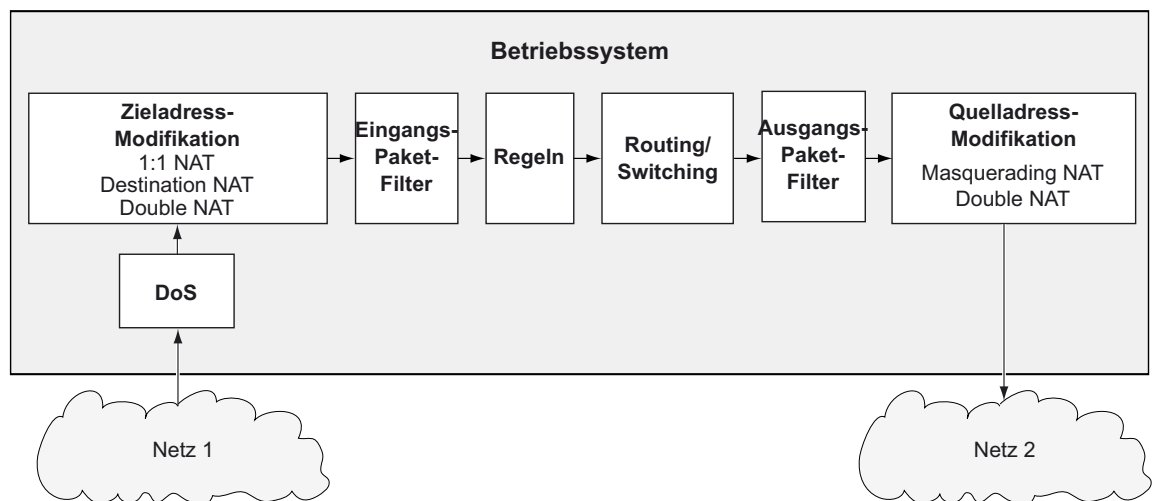 Betriebssystem
Zieladress-
Modifikation
1:1 NAT
Destination NAT
Double NAT
Eingangs-
Paket-
Filter
Regeln
Routing/
Switching
Ausgangs-
Paket-
Filter
Quelladress-
Modifikation
Masquerading NAT
Double NAT
DoS
Netz 1
Netz 2